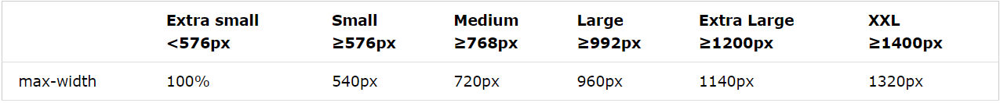 Extra small Small Medium Large Extra Large XXL
<576px ≥576px ≥768px ≥992px ≥1200px ≥1400px
max-width 100% 540px 720px 960px 1140px 1320px